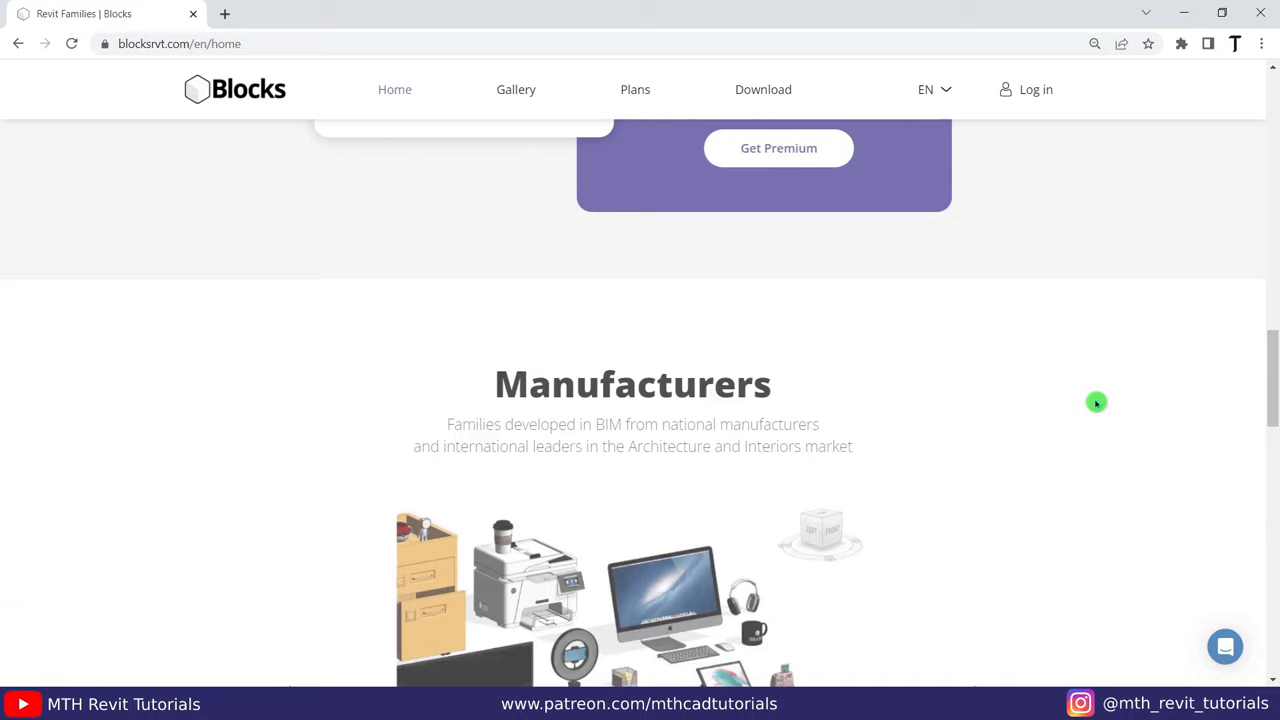 Revit Families | Blocks
blocksrvt.com/en/home
Blocks
Home
Gallery
Plans
Download
EN
Log in
Get Premium
Manufacturers
Families developed in BIM from national manufacturers
and international leaders in the Architecture and Interiors market
LEFT
FRONT
MTH Revit Tutorials
www.patreon.com/mthcadtutorials
@mth_revit_tutorials